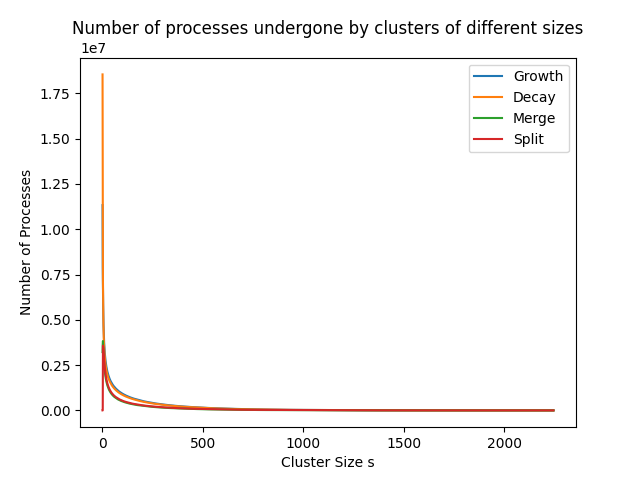 Number of processes undergone by clusters of different sizes
1e7
1.75
1.50
1.25
1.00
0.75
0.50
0.25
0.00
Number of Processes
Growth
Decay
Merge
Split
0 500 1000 1500 2000
Cluster Size s